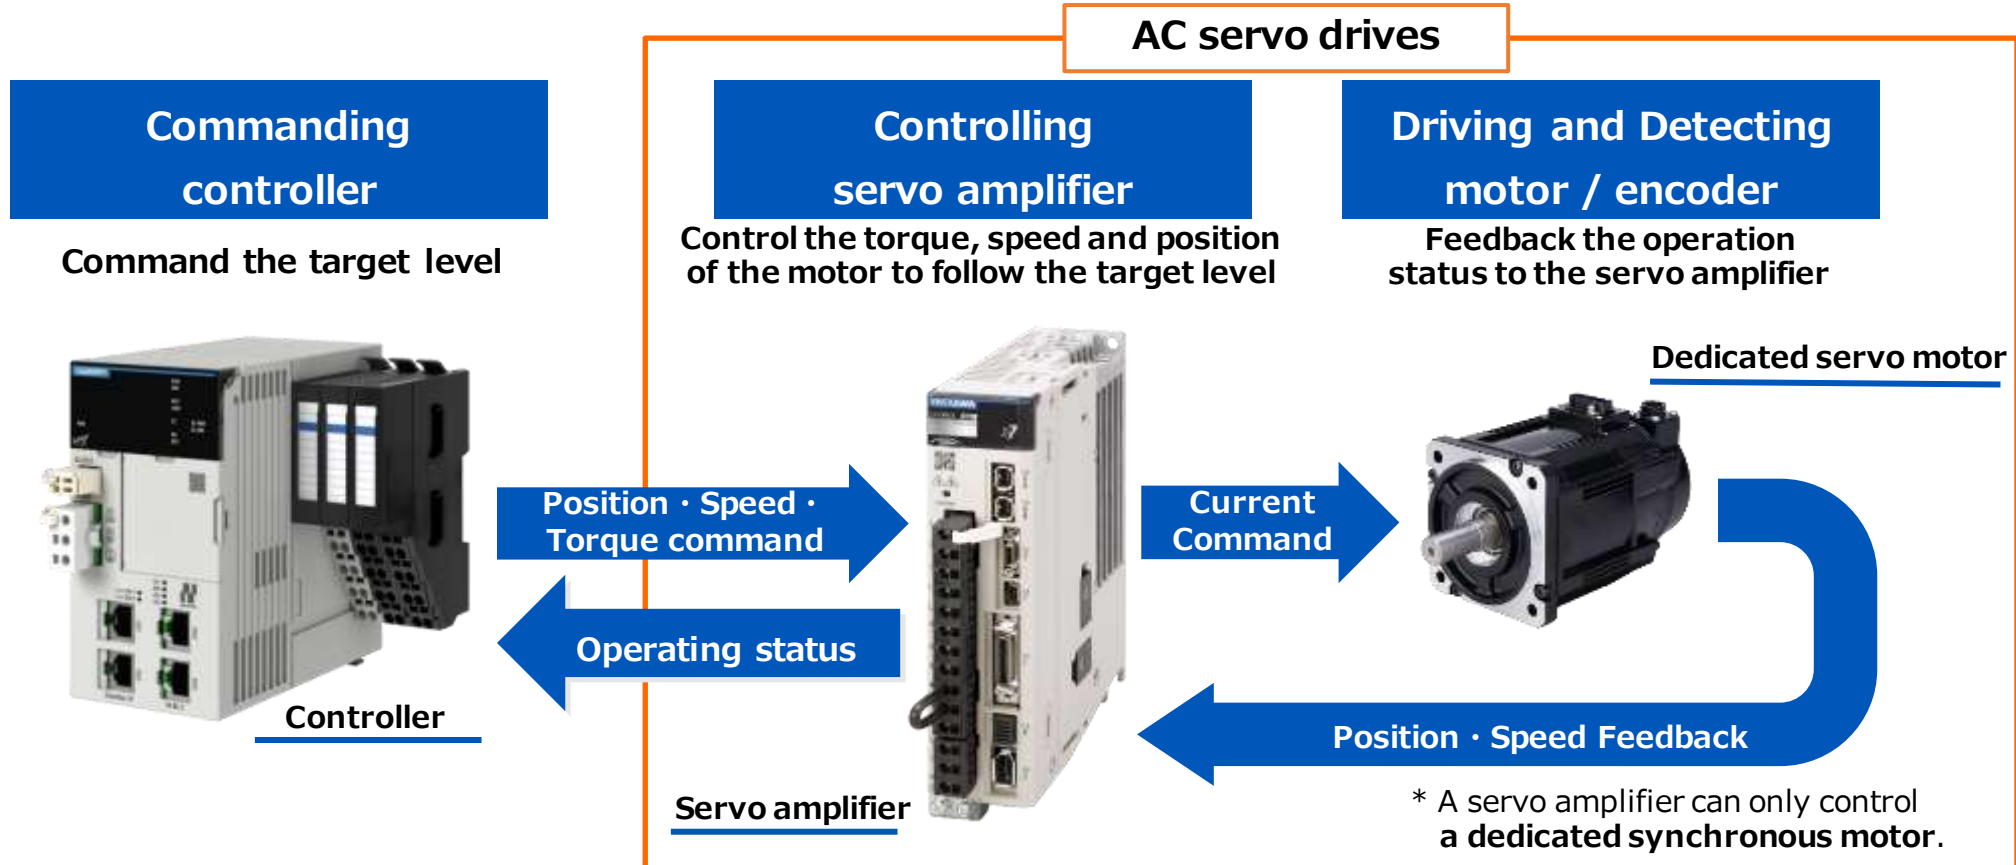 AC servo drives
Commanding
controller
Command the target level
Controlling
servo amplifier
Control the torque, speed and position
of the motor to follow the target level
Driving and Detecting
motor / encoder
Feedback the operation
status to the servo amplifier
Dedicated servo motor
YASKAWA
Position・Speed・
Torque command
Current
Command
Operating status
Controller
Position・Speed Feedback
Servo amplifier
* A servo amplifier can only control
a dedicated synchronous motor.